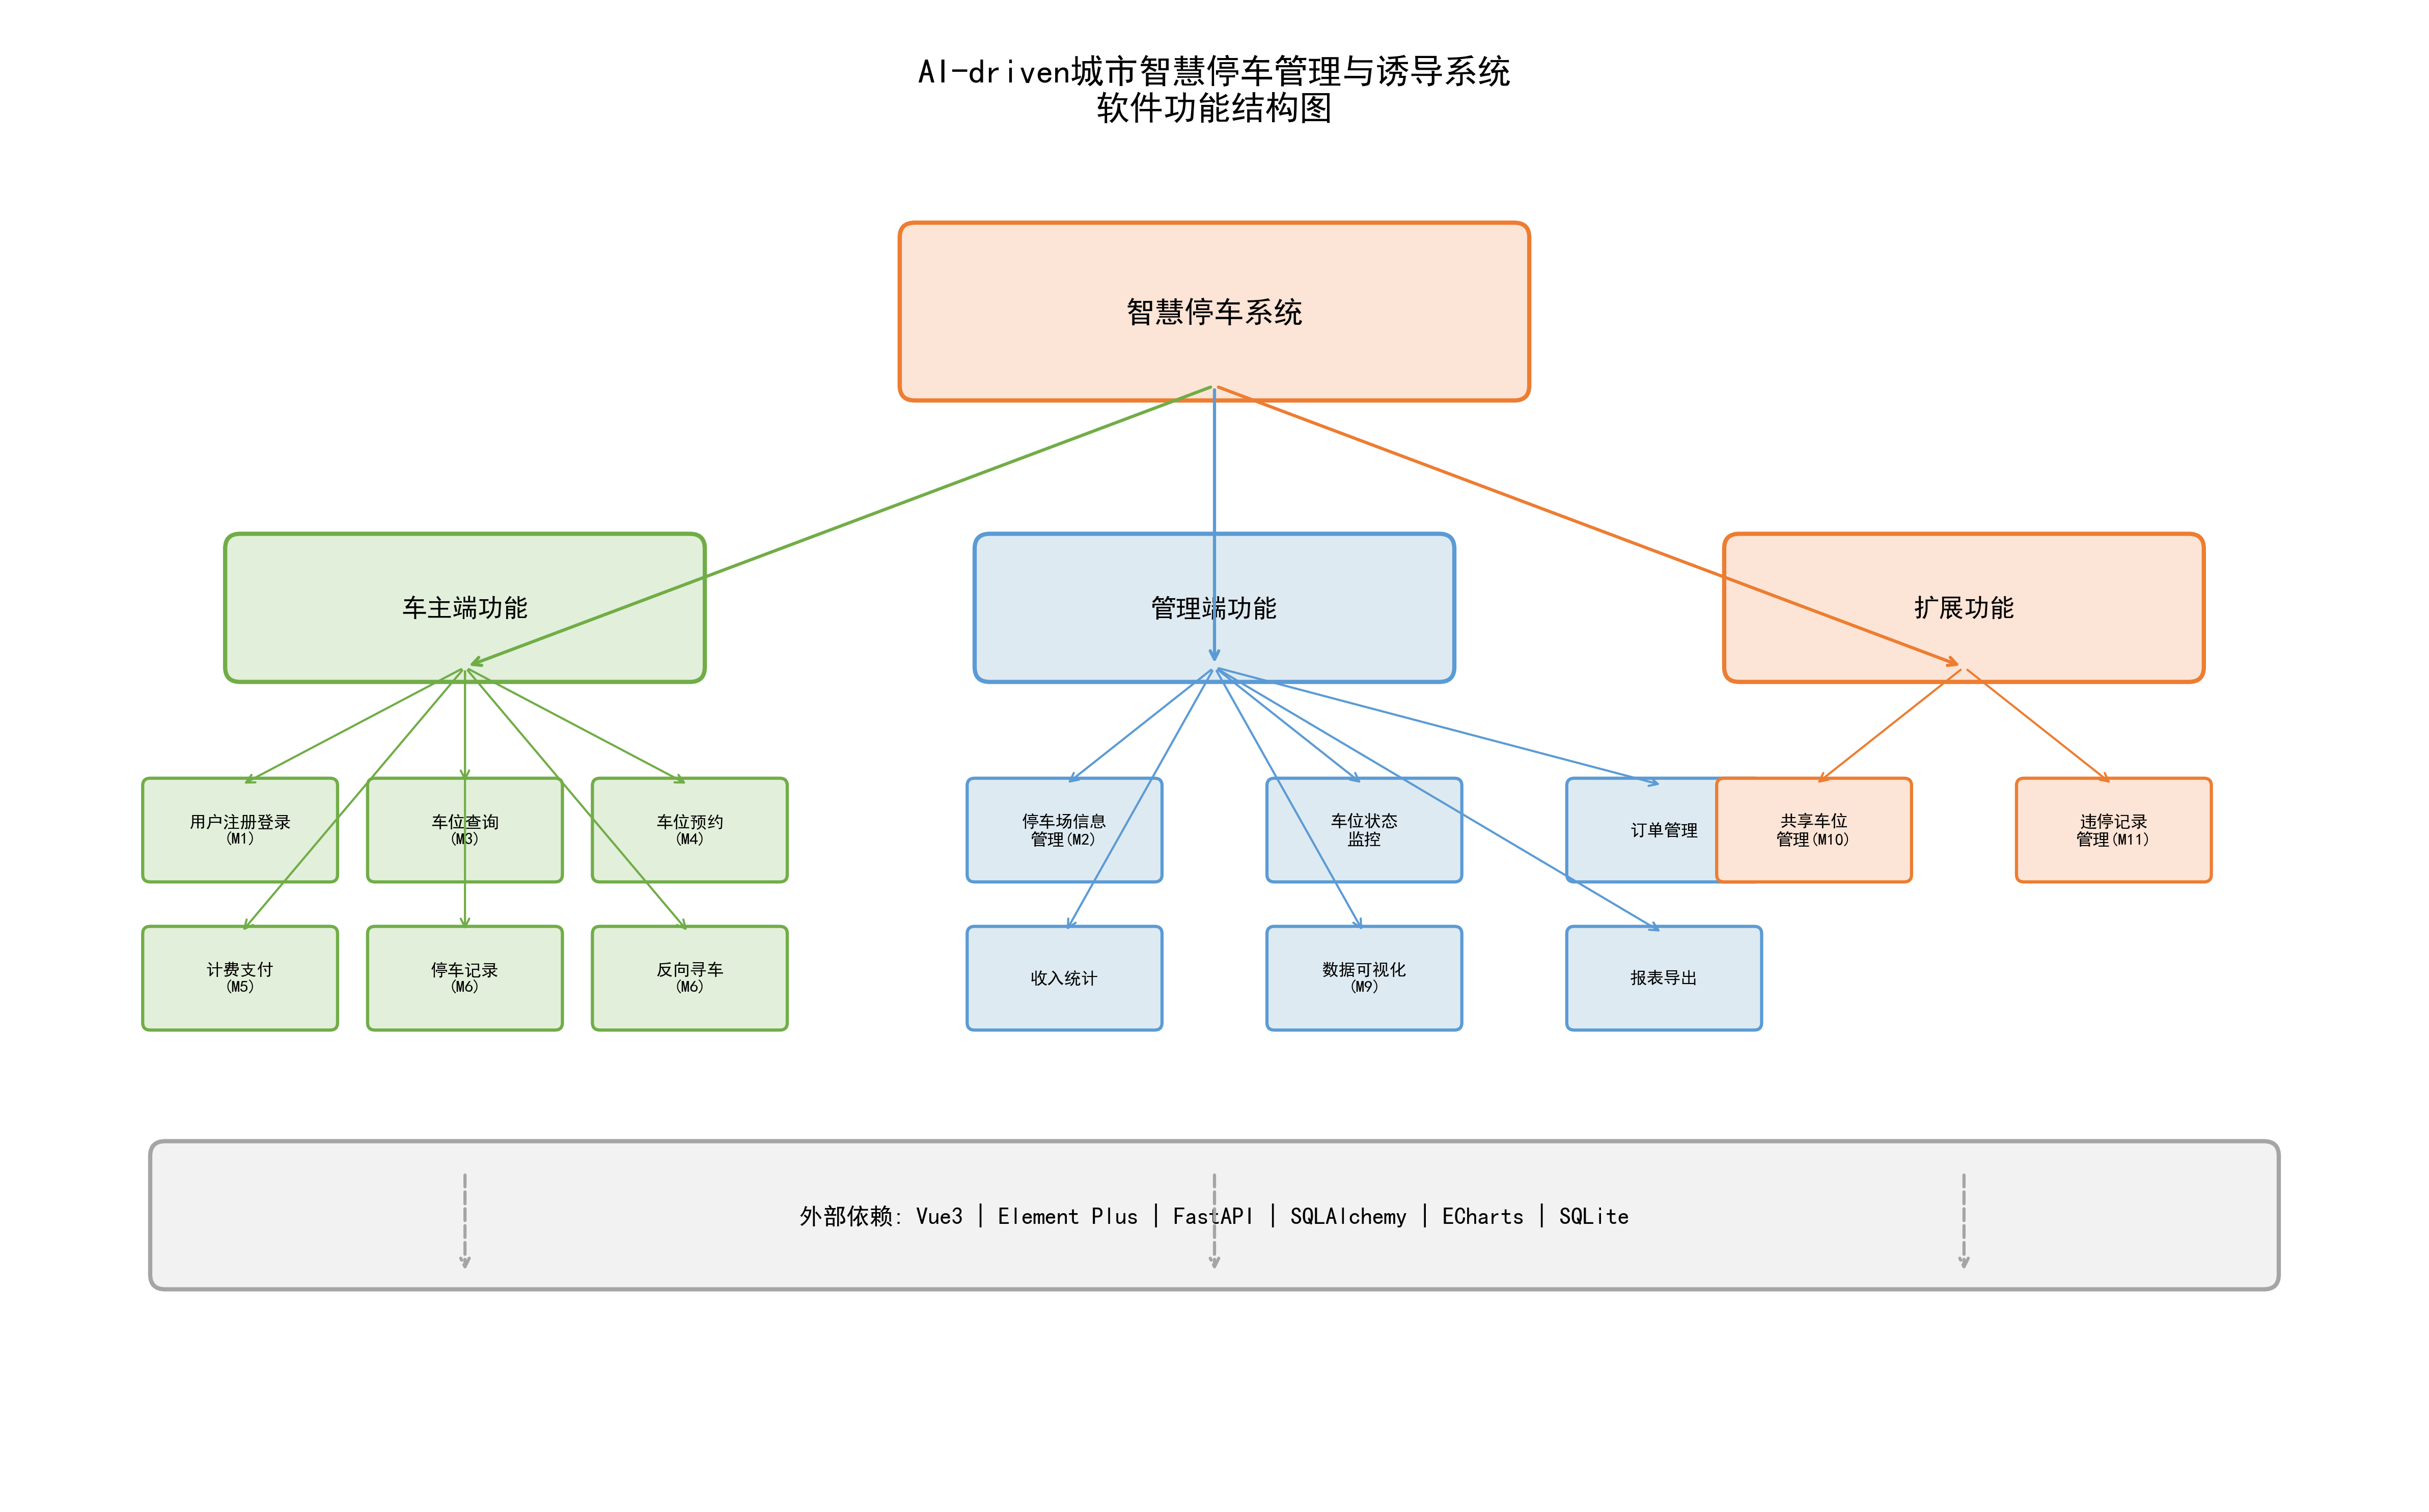 AI-driven城市智慧停车管理与诱导系统
软件功能结构图
智慧停车系统
车主端功能
管理端功能
扩展功能
用户注册登录
(M1)
车位查询
(M3)
车位预约
(M4)
停车场信息
管理(M2)
车位状态
监控
订单管理
共享车位
管理(M10)
违停记录
管理(M11)
计费支付
(M5)
停车记录
(M6)
反向寻车
(M6)
收入统计
数据可视化
(M9)
报表导出
外部依赖: Vue3 | Element Plus | FastAPI | SQLAlchemy | ECharts | SQLite